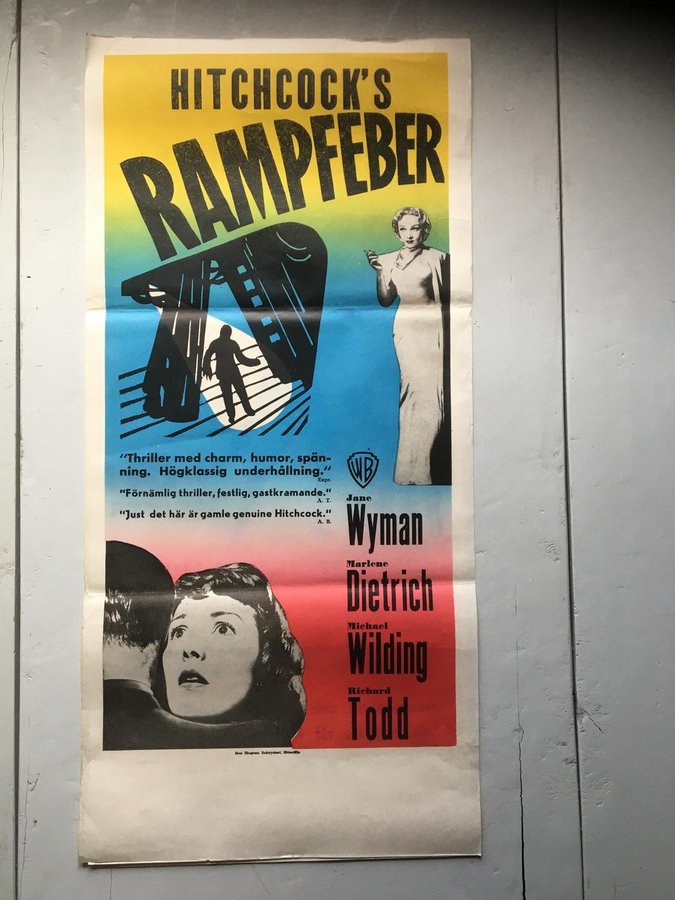 HITCHCOCK'S
RAMPFEBER
"Thriller med charm, humor, spän-
ning. Högklassig underhållning."
Expr.
"Förnämlig thriller, festlig, gastkramande."
A. T.
"Just det här är gamle genuine Hitchcock."
A. B.
WB
Jane
Wyman
Marlene
Dietrich
Michael
Wilding
Richard
Todd